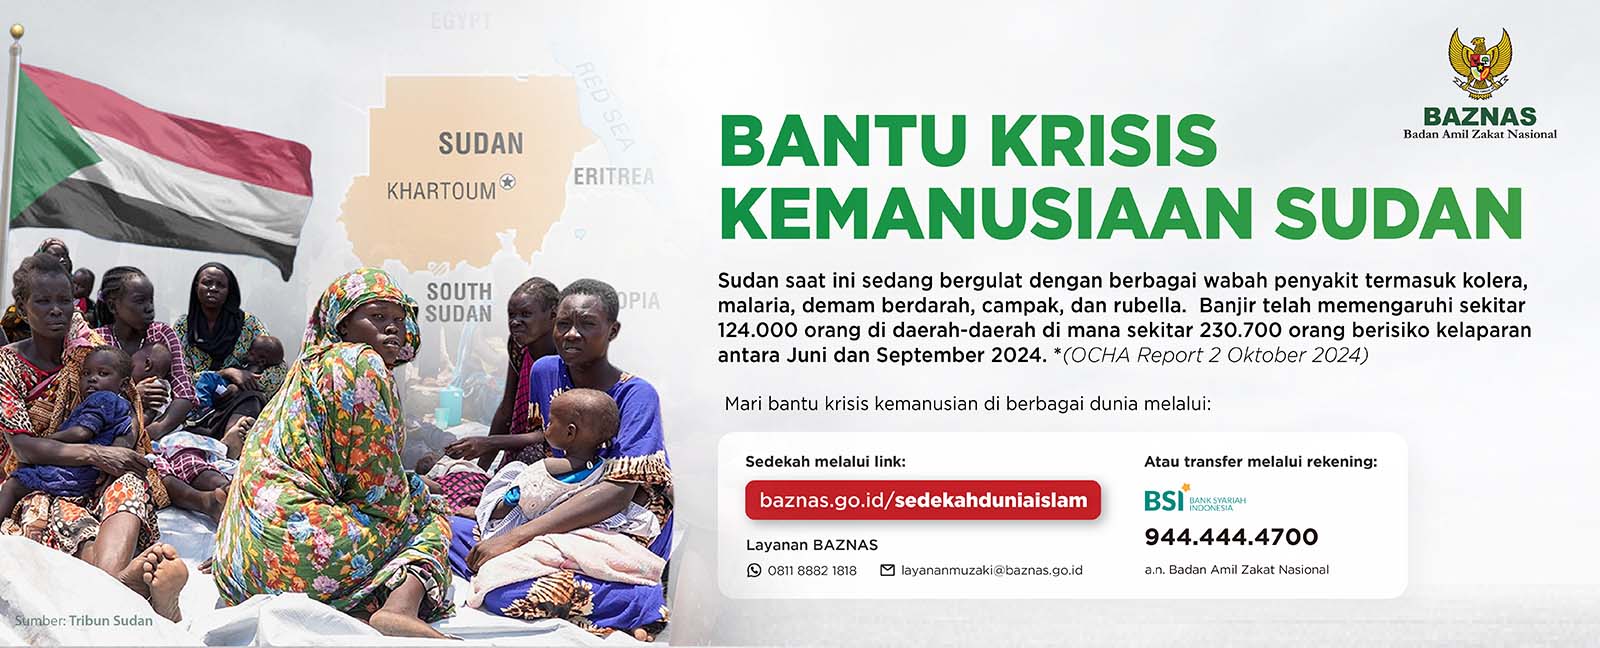 EGYPT
RED SEA
SUDAN
KHARTOUM
ERITREA
SOUTH
SUDAN
OPIA
BAZNAS
Badan Amil Zakat Nasional
BANTU KRISIS
KEMANUSIAAN SUDAN
Sudan saat ini sedang bergulat dengan berbagai wabah penyakit termasuk kolera,
malaria, demam berdarah, campak, dan rubella. Banjir telah memengaruhi sekitar
124.000 orang di daerah-daerah di mana sekitar 230.700 orang berisiko kelaparan
antara Juni dan September 2024. *(OCHA Report 2 Oktober 2024)
Mari bantu krisis kemanusian di berbagai dunia melalui:
Sedekah melalui link:
baznas.go.id/sedekahduniaislam
Layanan BAZNAS
0811 8882 1818 layananmuzaki@baznas.go.id
Atau transfer melalui rekening:
BSI BANK SYARIAH
INDONESIA
944.444.4700
a.n. Badan Amil Zakat Nasional
Sumber: Tribun Sudan